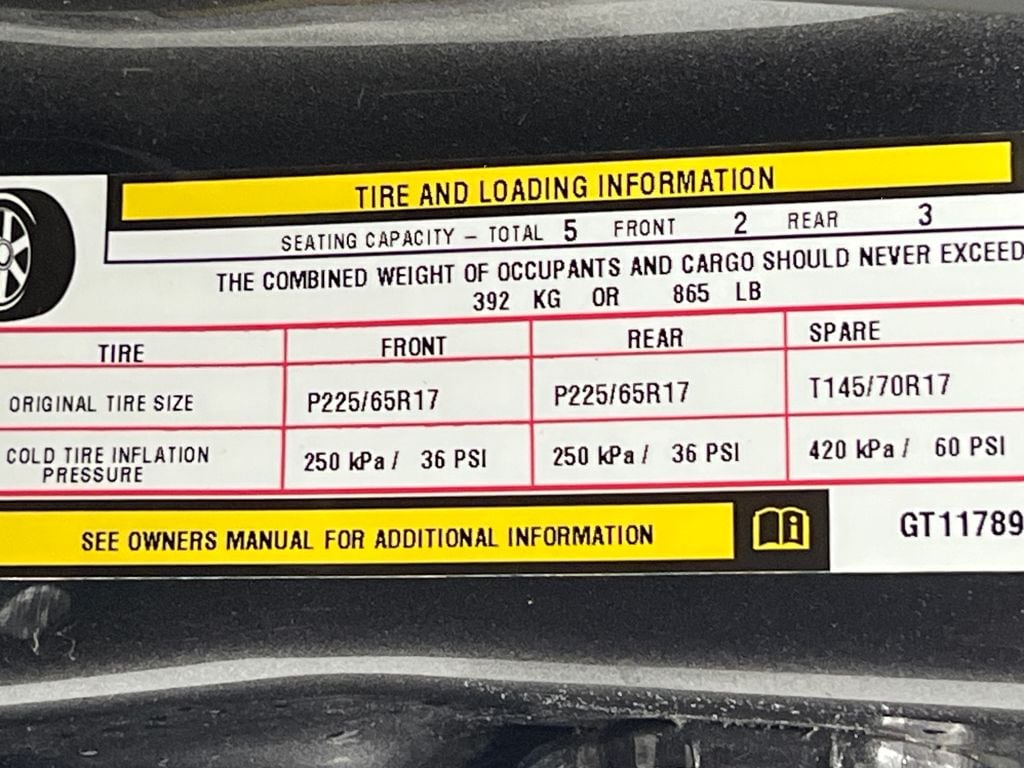 TIRE AND LOADING INFORMATION
SEATING CAPACITY – TOTAL 5 FRONT 2 REAR 3
THE COMBINED WEIGHT OF OCCUPANTS AND CARGO SHOULD NEVER EXCEED
392 KG OR 865 LB
TIRE FRONT REAR SPARE
ORIGINAL TIRE SIZE P225/65R17 P225/65R17 T145/70R17
COLD TIRE INFLATION
PRESSURE 250 kPa / 36 PSI 250 kPa / 36 PSI 420 kPa / 60 PSI
SEE OWNERS MANUAL FOR ADDITIONAL INFORMATION
GT11789